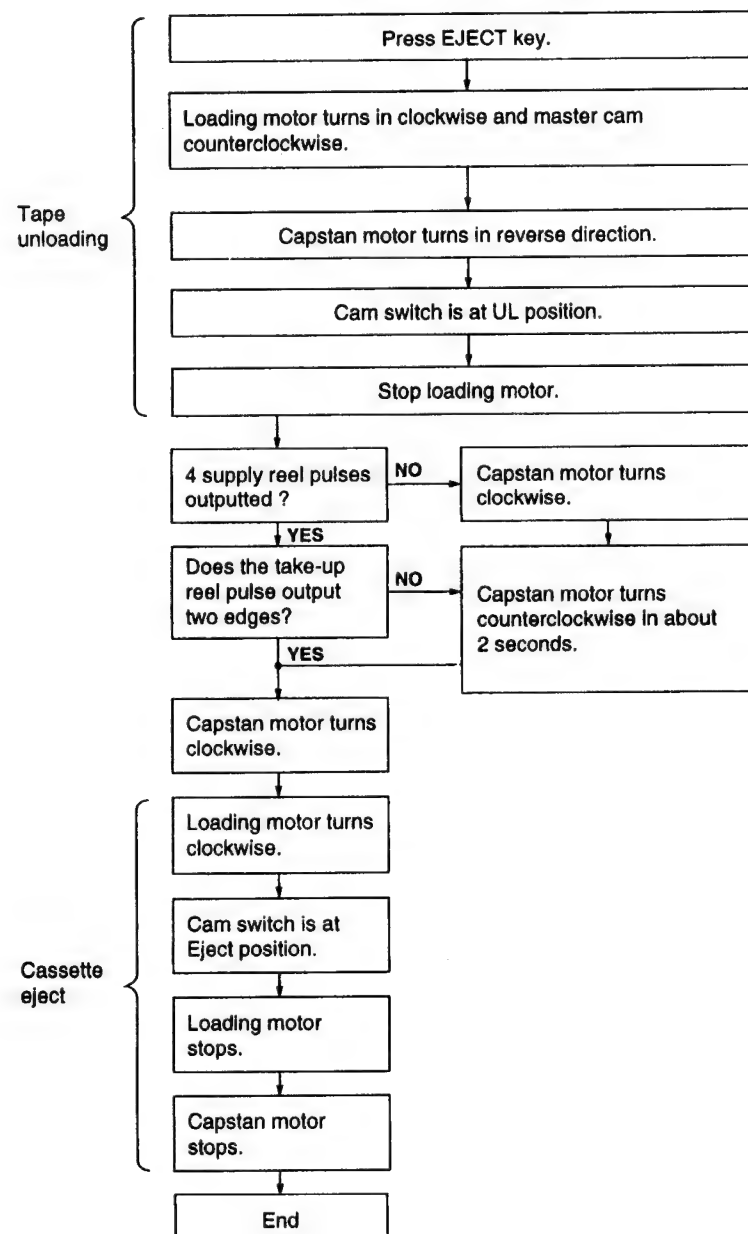 Press EJECT key.
Loading motor turns in clockwise and master cam
counterclockwise.
Tape
unloading
Capstan motor turns in reverse direction.
Cam switch is at UL position.
Stop loading motor.
4 supply reel pulses
outputted ?
NO
Capstan motor turns
clockwise.
YES
Does the take-up
reel pulse output
two edges?
NO
Capstan motor turns
counterclockwise in about
2 seconds.
YES
Capstan motor turns
clockwise.
Loading motor turns
clockwise.
Cam switch is at
Eject position.
Cassette
eject
Loading motor
stops.
Capstan motor
stops.
End